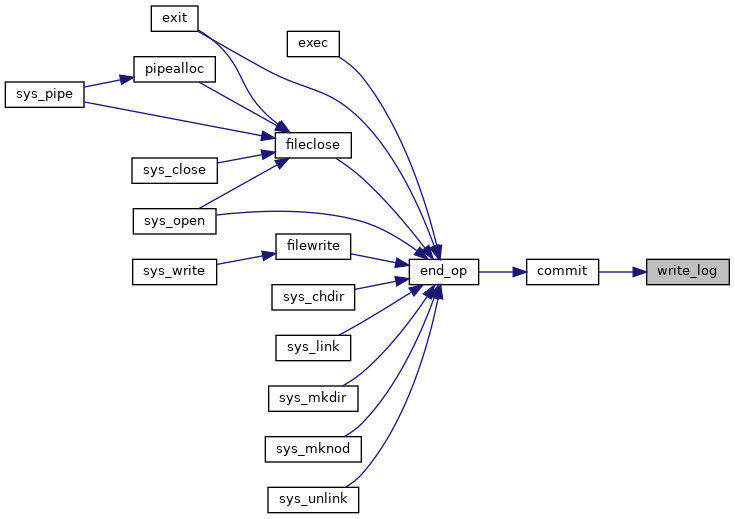 exit
exec
pipealloc
sys_pipe
fileclose
sys_close
sys_open
filewrite
sys_write
end_op
commit
write_log
sys_chdir
sys_link
sys_mkdir
sys_mknod
sys_unlink